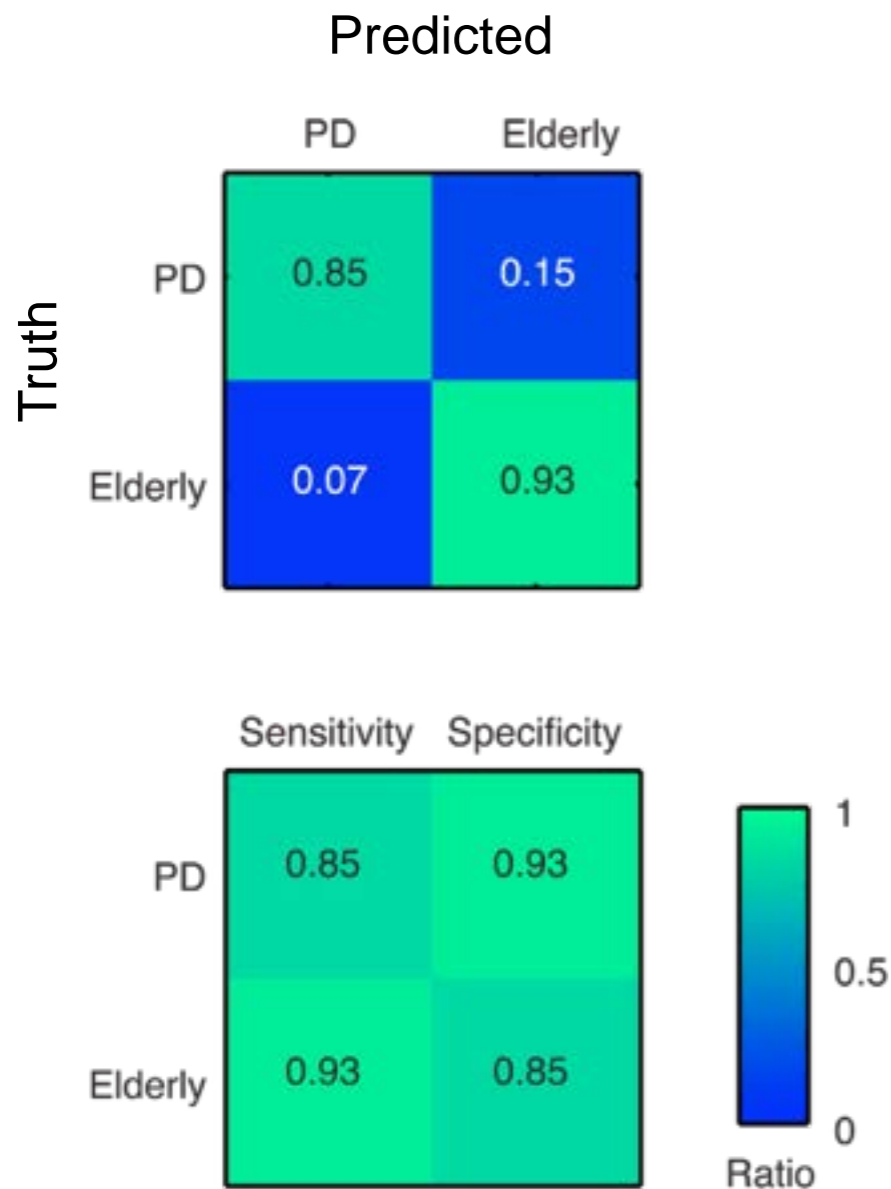 Predicted
PD Elderly
Truth
PD 0.85 0.15
Elderly 0.07 0.93
Sensitivity Specificity
PD 0.85 0.93
Elderly 0.93 0.85
1
0.5
0
Ratio